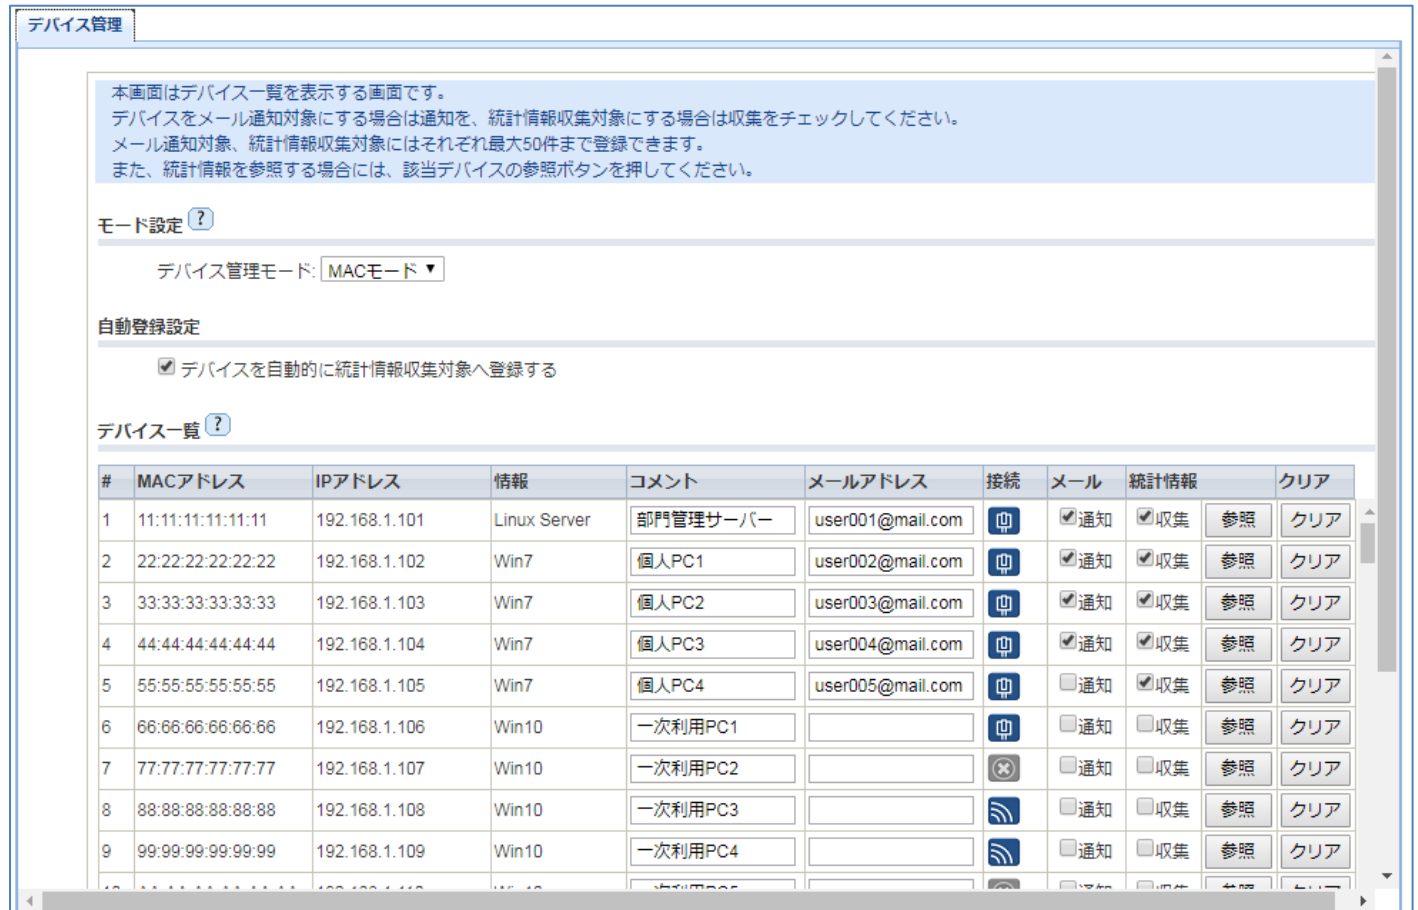 デバイス管理
本画面はデバイス一覧を表示する画面です。
デバイスをメール通知対象にする場合は通知を、統計情報収集対象にする場合は収集をチェックしてください。
メール通知対象、統計情報収集対象にはそれぞれ最大50件まで登録できます。
また、統計情報を参照する場合には、該当デバイスの参照ボタンを押してください。
モード設定 ?
デバイス管理モード: MACモード ▼
自動登録設定
デバイスを自動的に統計情報収集対象へ登録する
デバイス一覧 ?
# MACアドレス IPアドレス 情報 コメント メールアドレス 接続 メール 統計情報 クリア
1 11:11:11:11:11:11 192.168.1.101 Linux Server 部門管理サーバー user001@mail.com 通知 収集 参照 クリア
2 22:22:22:22:22:22 192.168.1.102 Win7 個人PC1 user002@mail.com 通知 収集 参照 クリア
3 33:33:33:33:33:33 192.168.1.103 Win7 個人PC2 user003@mail.com 通知 収集 参照 クリア
4 44:44:44:44:44:44 192.168.1.104 Win7 個人PC3 user004@mail.com 通知 収集 参照 クリア
5 55:55:55:55:55:55 192.168.1.105 Win7 個人PC4 user005@mail.com 通知 収集 参照 クリア
6 66:66:66:66:66:66 192.168.1.106 Win10 一次利用PC1 通知 収集 参照 クリア
7 77:77:77:77:77:77 192.168.1.107 Win10 一次利用PC2 通知 収集 参照 クリア
8 88:88:88:88:88:88 192.168.1.108 Win10 一次利用PC3 通知 収集 参照 クリア
9 99:99:99:99:99:99 192.168.1.109 Win10 一次利用PC4 通知 収集 参照 クリア